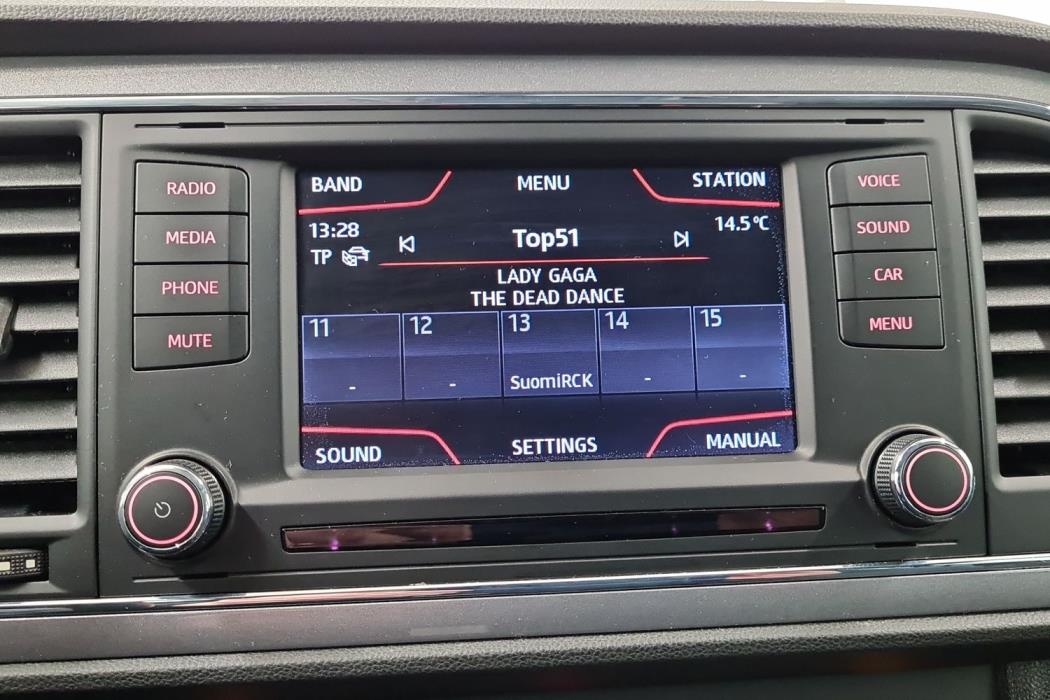 RADIO
MEDIA
PHONE
MUTE
BAND MENU STATION
13:28 14.5°C
TP
Top51
LADY GAGA
THE DEAD DANCE
11 12 13 14 15
- - SuomiRCK - -
SOUND SETTINGS MANUAL
VOICE
SOUND
CAR
MENU